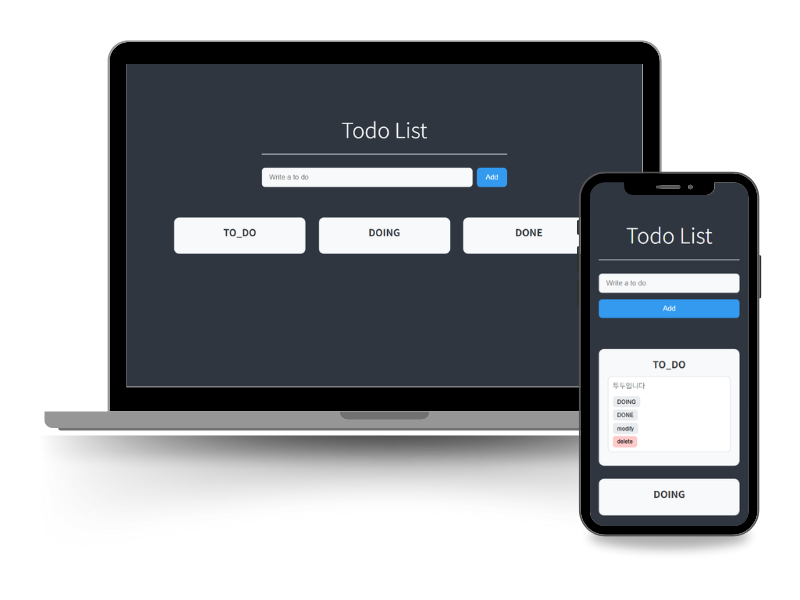 Todo List
Write a to do
Add
TO_DO
DOING
DONE
Todo List
Write a to do
Add
TO_DO
투두입니다
DOING
DONE
modify
delete
DOING